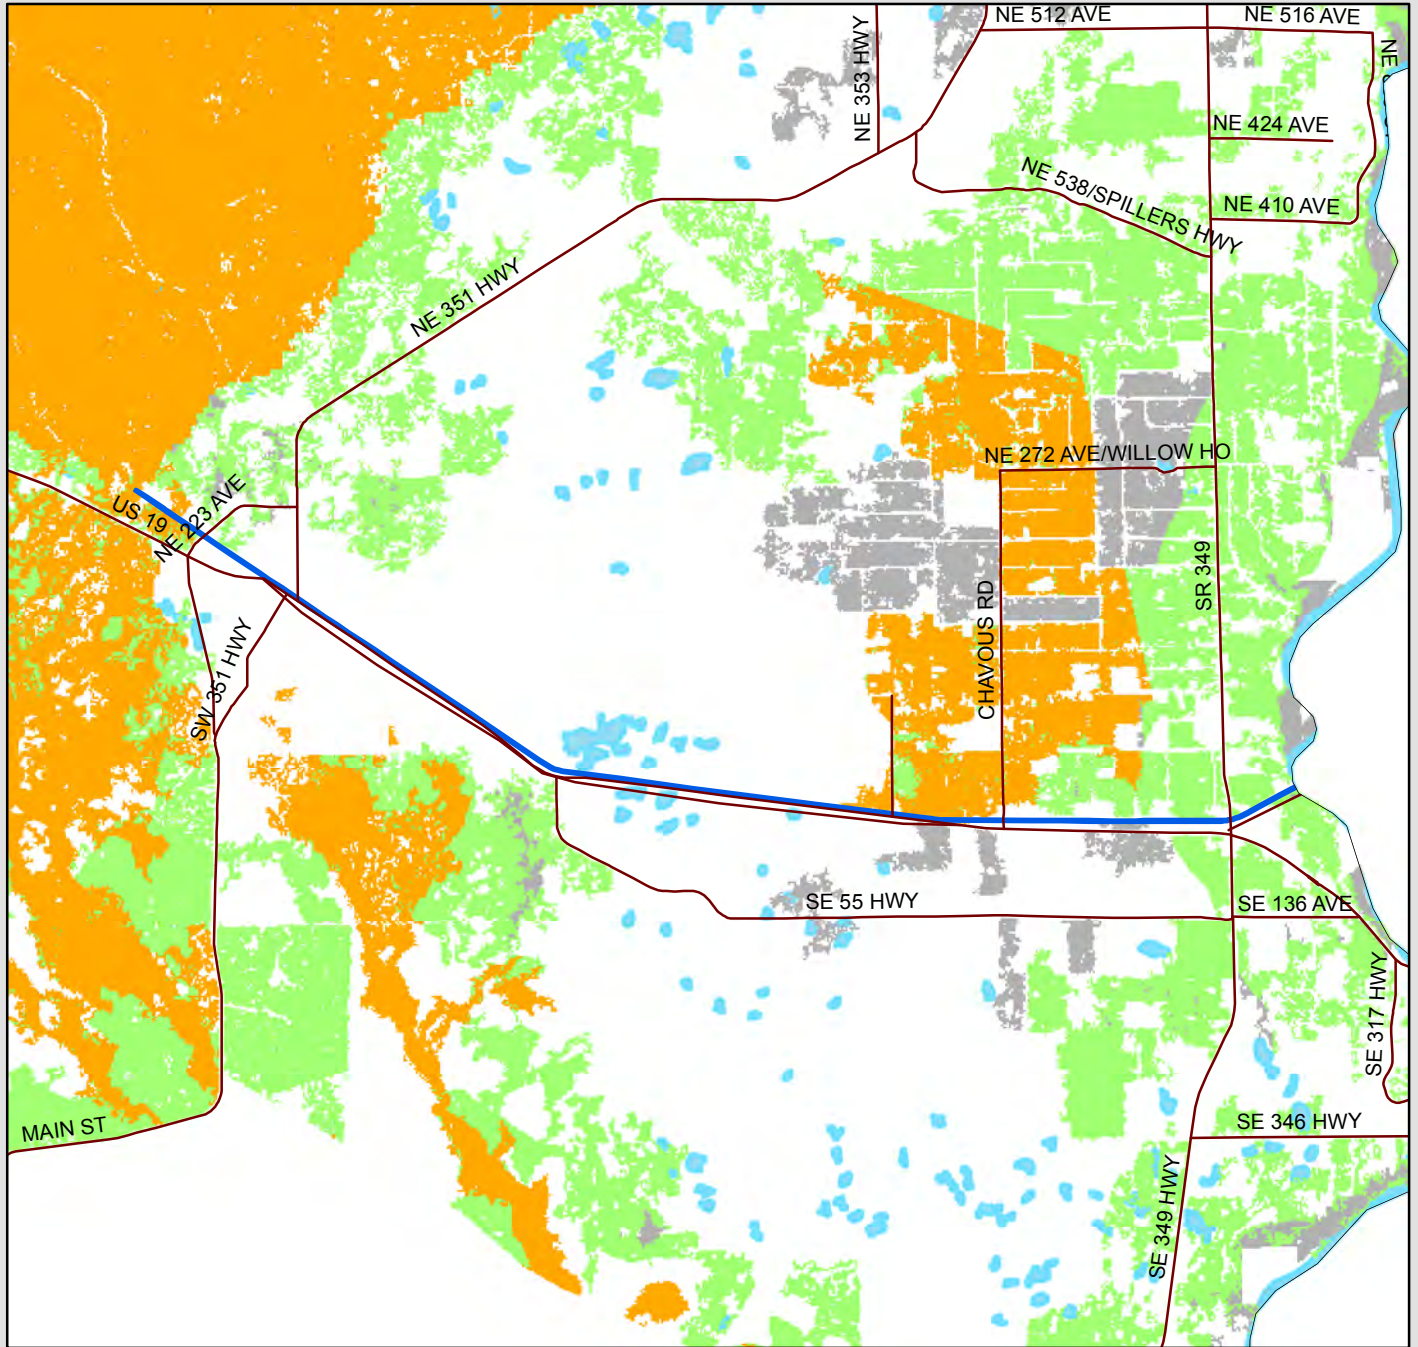 NE 512 AVE
NE 516 AVE
NE 353 HWY
NE
NE 424 AVE
NE 538/SPILLERS HWY
NE 410 AVE
NE 351 HWY
NE 272 AVE/WILLOW HO
US 19
NE 223 AVE
SR 349
CHAVOUS RD
SW 351 HWY
SE 55 HWY
SE 136 AVE
SE 317 HWY
MAIN ST
SE 346 HWY
SE 349 HWY